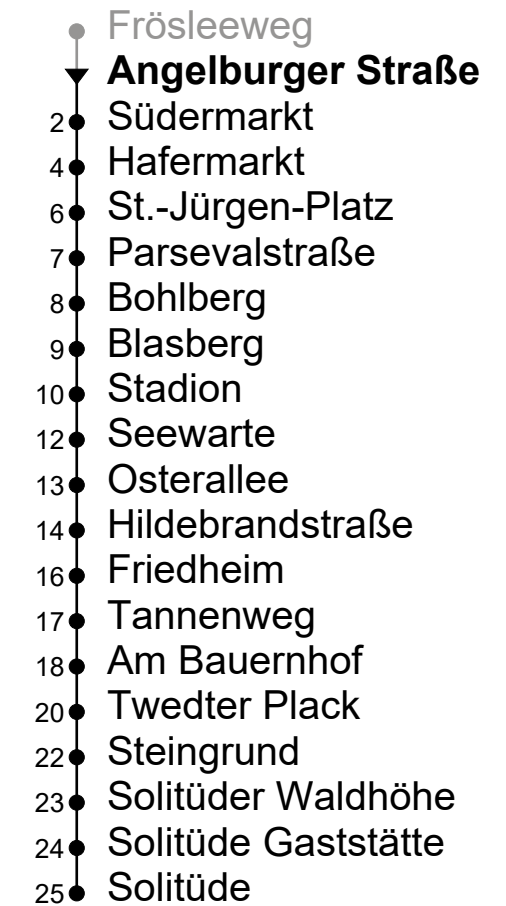 Frösleeweg
Angelburger Straße
2 Südermarkt
4 Hafermarkt
6 St.-Jürgen-Platz
7 Parsevalstraße
8 Bohlberg
9 Blasberg
10 Stadion
12 Seewarte
13 Osterallee
14 Hildebrandstraße
16 Friedheim
17 Tannenweg
18 Am Bauernhof
20 Twedter Plack
22 Steingrund
23 Solitüder Waldhöhe
24 Solitüde Gaststätte
25 Solitüde